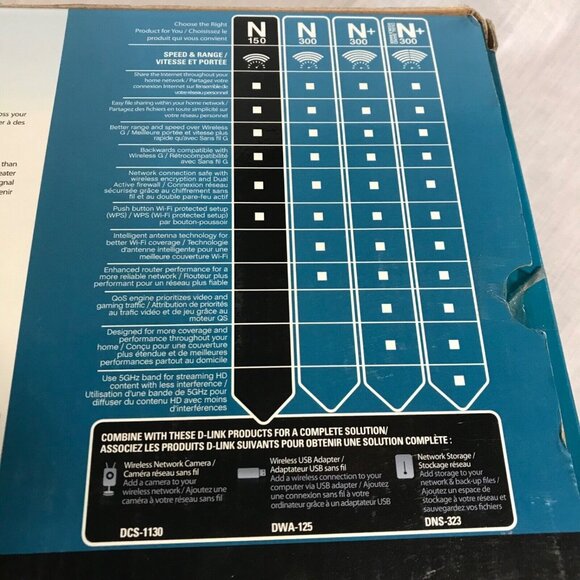 Choose the Right
Product for You / Choisissez le
produit qui vous convient
N
150
N
300
N+
300
N+
300
SPEED & RANGE /
VITESSE ET PORTÉE
Share the Internet throughout your
home network / Partagez votre
connexion Internet sur l'ensemble de
votre réseau personnel
Easy file sharing within your home network /
Partagez des fichiers en toute simplicité sur
votre réseau personnel
Better range and speed over Wireless
G / Meilleure portée et vitesse plus
rapide qu'avec Sans fil G
Backwards compatible with
Wireless G / Rétrocompatibilité
avec Sans fil G
Network connection safe with
wireless encryption and Dual
Active firewall / Connexion réseau
sécurisée grâce au chiffrement sans
fil et au double pare-feu actif
Push button Wi-Fi protected setup
(WPS) / WPS (Wi-Fi protected setup)
par bouton-poussoir
Intelligent antenna technology for
better Wi-Fi coverage / Technologie
d'antenne intelligente pour une
meilleure couverture Wi-Fi
Enhanced router performance for a
more reliable network / Routeur plus
performant pour un réseau plus fiable
QoS engine prioritizes video and
gaming traffic / Attribution de priorités
au trafic vidéo et de jeu grâce au
moteur QS
Designed for more coverage and
performance throughout your
home / Conçu pour une couverture
plus étendue et de meilleures
performances partout au domicile
Use 5GHz band for streaming HD
content with less interference /
Utilisation d'une bande de 5GHz pour
diffuser du contenu HD avec moins
d'interférences
oss your
er à des
than
eater
ignal
enir
COMBINE WITH THESE D-LINK PRODUCTS FOR A COMPLETE SOLUTION/
ASSOCIEZ LES PRODUITS D-LINK SUIVANTS POUR OBTENIR UNE SOLUTION COMPLÈTE :
Wireless Network Camera /
Caméra réseau sans fil
Add a camera to your
wireless network / Ajoutez une
caméra à votre réseau sans fil
DCS-1130
Wireless USB Adapter /
Adaptateur USB sans fil
Add a wireless connection to your
computer via USB adapter / Ajoutez
une connexion sans fil à votre
ordinateur grâce à un adaptateur USB
DWA-125
Network Storage /
Stockage réseau
Add storage to your
network & back-up files /
Ajoutez un espace de
stockage à votre réseau et
sauvegardez vos fichiers
DNS-323